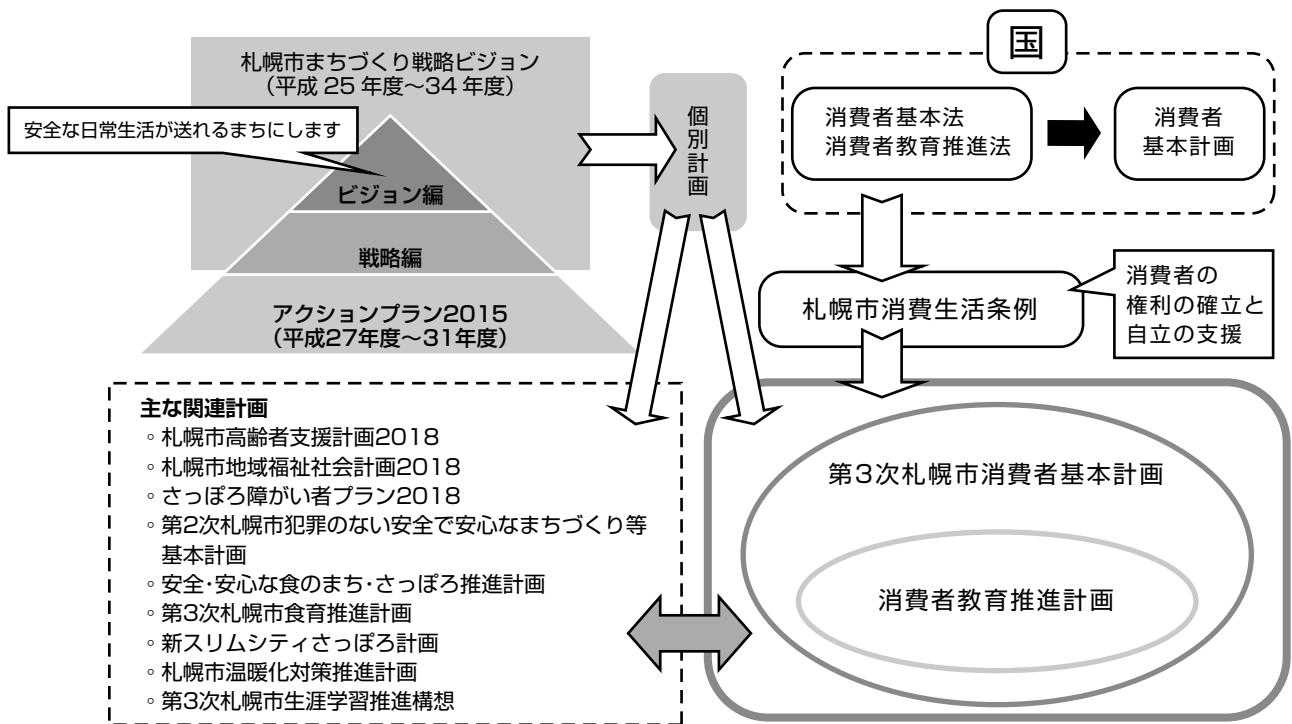 札幌市まちづくり戦略ビジョン
（平成 25 年度～34 年度）
安全な日常生活が送れるまちにします
ビジョン編
戦略編
アクションプラン2015
（平成27年度～31年度）
個別計画
国
消費者基本法
消費者教育推進法
消費者
基本計画
札幌市消費生活条例
消費者の
権利の確立と
自立の支援
主な関連計画
◦札幌市高齢者支援計画2018
◦札幌市地域福祉社会計画2018
◦さっぽろ障がい者プラン2018
◦第2次札幌市犯罪のない安全で安心なまちづくり等
基本計画
◦安全・安心な食のまち・さっぽろ推進計画
◦第3次札幌市食育推進計画
◦新スリムシティさっぽろ計画
◦札幌市温暖化対策推進計画
◦第3次札幌市生涯学習推進構想
第3次札幌市消費者基本計画
消費者教育推進計画